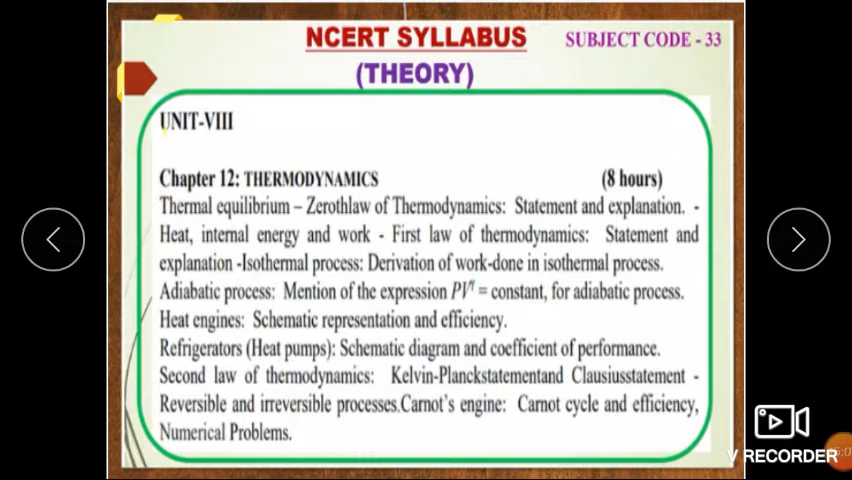 NCERT SYLLABUS
SUBJECT CODE - 33
(THEORY)
UNIT-VIII
Chapter 12: THERMODYNAMICS (8 hours)
Thermal equilibrium – Zerothlaw of Thermodynamics: Statement and explanation. -
Heat, internal energy and work - First law of thermodynamics: Statement and
explanation -Isothermal process: Derivation of work-done in isothermal process.
Adiabatic process: Mention of the expression PVᵞ = constant, for adiabatic process.
Heat engines: Schematic representation and efficiency.
Refrigerators (Heat pumps): Schematic diagram and coefficient of performance.
Second law of thermodynamics: Kelvin-Planckstatementand Clausiusstatement -
Reversible and irreversible processes.Carnot's engine: Carnot cycle and efficiency,
Numerical Problems.
V RECORDER